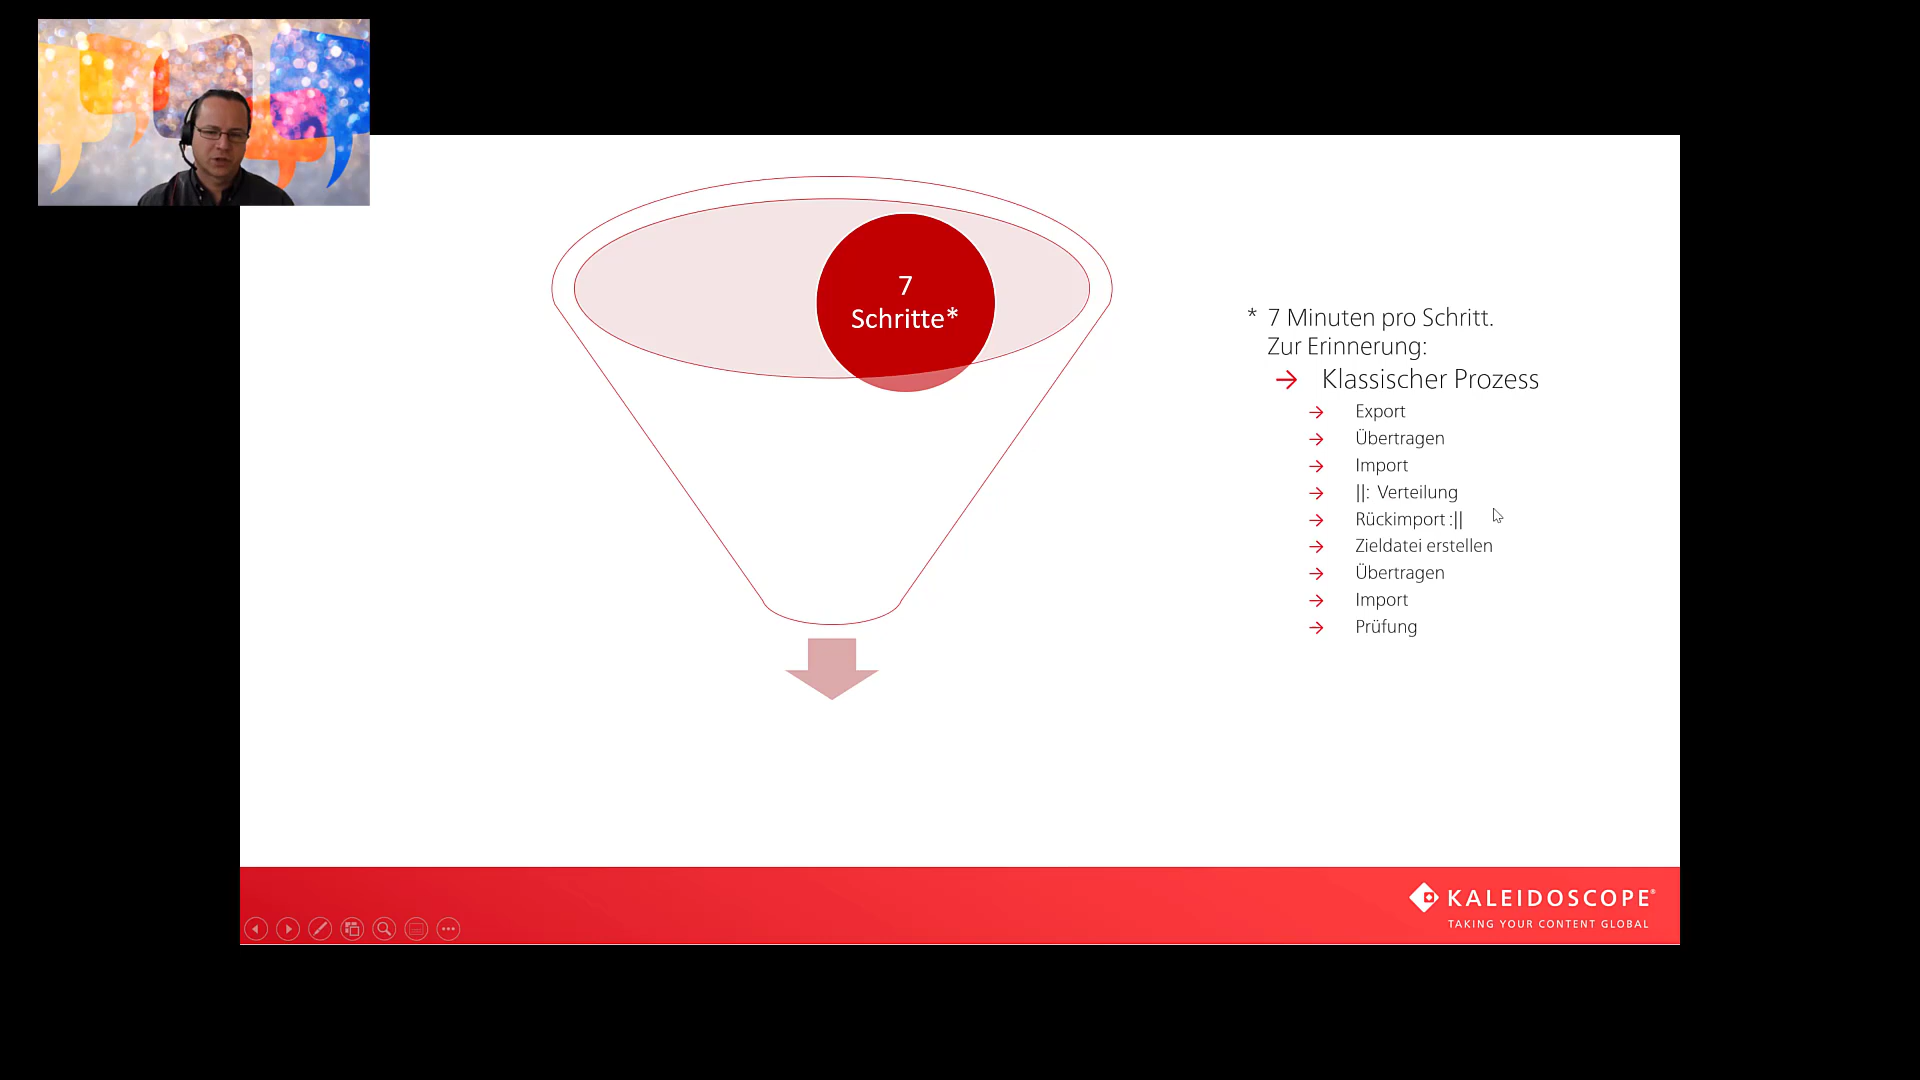 7
Schritte*
* 7 Minuten pro Schritt.
Zur Erinnerung:
→ Klassischer Prozess
→ Export
→ Übertragen
→ Import
→ ||: Verteilung
→ Rückimport :||
→ Zieldatei erstellen
→ Übertragen
→ Import
→ Prüfung
KALEIDOSCOPE®
TAKING YOUR CONTENT GLOBAL